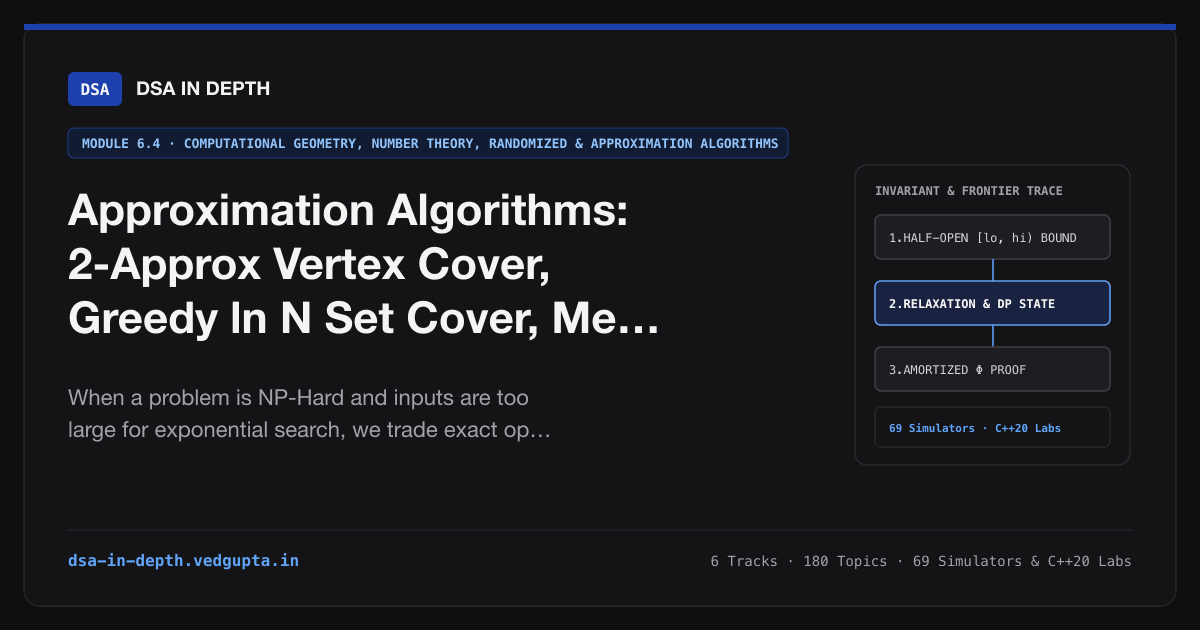 DSA
DSA IN DEPTH
MODULE 6.4 · COMPUTATIONAL GEOMETRY, NUMBER THEORY, RANDOMIZED & APPROXIMATION ALGORITHMS
Approximation Algorithms:
2-Approx Vertex Cover,
Greedy ln N Set Cover, Me...
When a problem is NP-Hard and inputs are too
large for exponential search, we trade exact op...
INVARIANT & FRONTIER TRACE
1.HALF-OPEN [lo, hi) BOUND
2.RELAXATION & DP STATE
3.AMORTIZED Φ PROOF
69 Simulators · C++20 Labs
dsa-in-depth.vedgupta.in
6 Tracks · 180 Topics · 69 Simulators & C++20 Labs